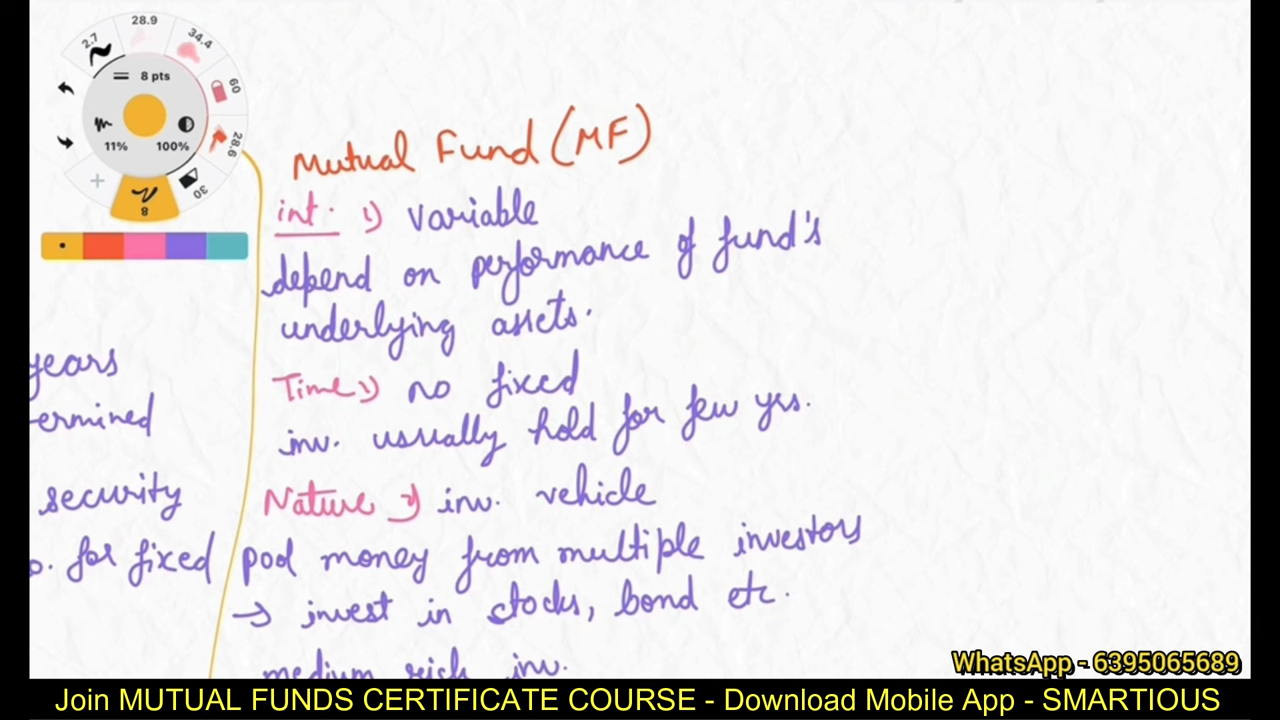 28.9
2.7
34.4
60
8 pts
28.6
11% 100%
30
8
Mutual Fund (MF)
int. :) variable
depend on performance of fund's
underlying assets.
Time :) no fixed
inv. usually hold for few yrs.
Nature :) inv. vehicle
pool money from multiple investors
→ invest in stocks, bond etc.
medium risk inv.
years
ermined
security
o. for fixed
WhatsApp - 6395065689
Join MUTUAL FUNDS CERTIFICATE COURSE - Download Mobile App - SMARTIOUS